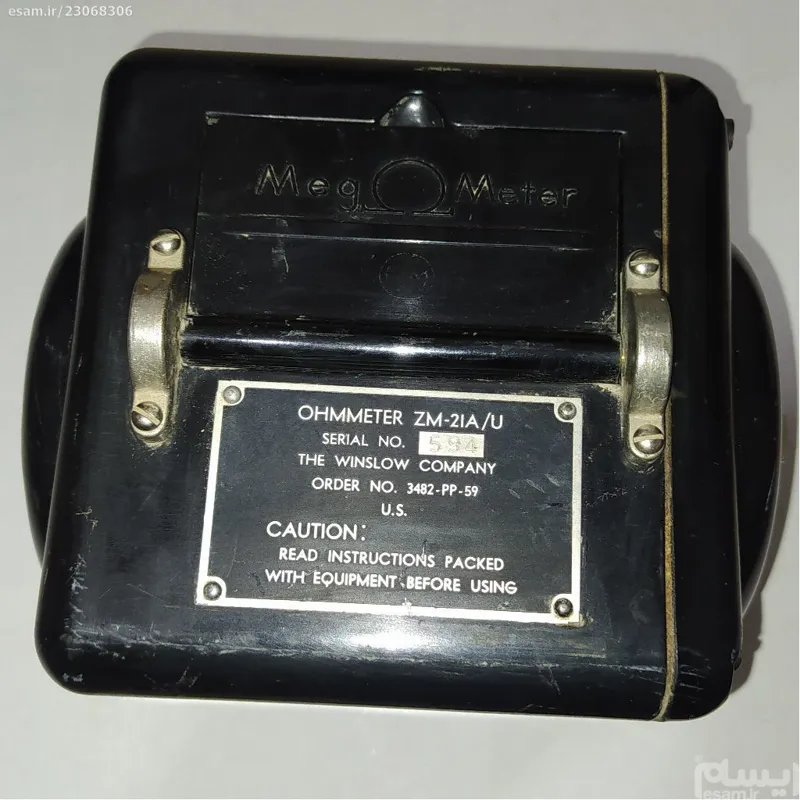 esam.ir/23068306
Meg Ω Meter
OHMMETER ZM-21A/U
SERIAL NO. 594
THE WINSLOW COMPANY
ORDER NO. 3482-PP-59
U.S.
CAUTION:
READ INSTRUCTIONS PACKED
WITH EQUIPMENT BEFORE USING
ایسام
esam.ir